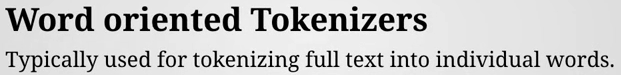 Word oriented Tokenizers
Typically used for tokenizing full text into individual words.